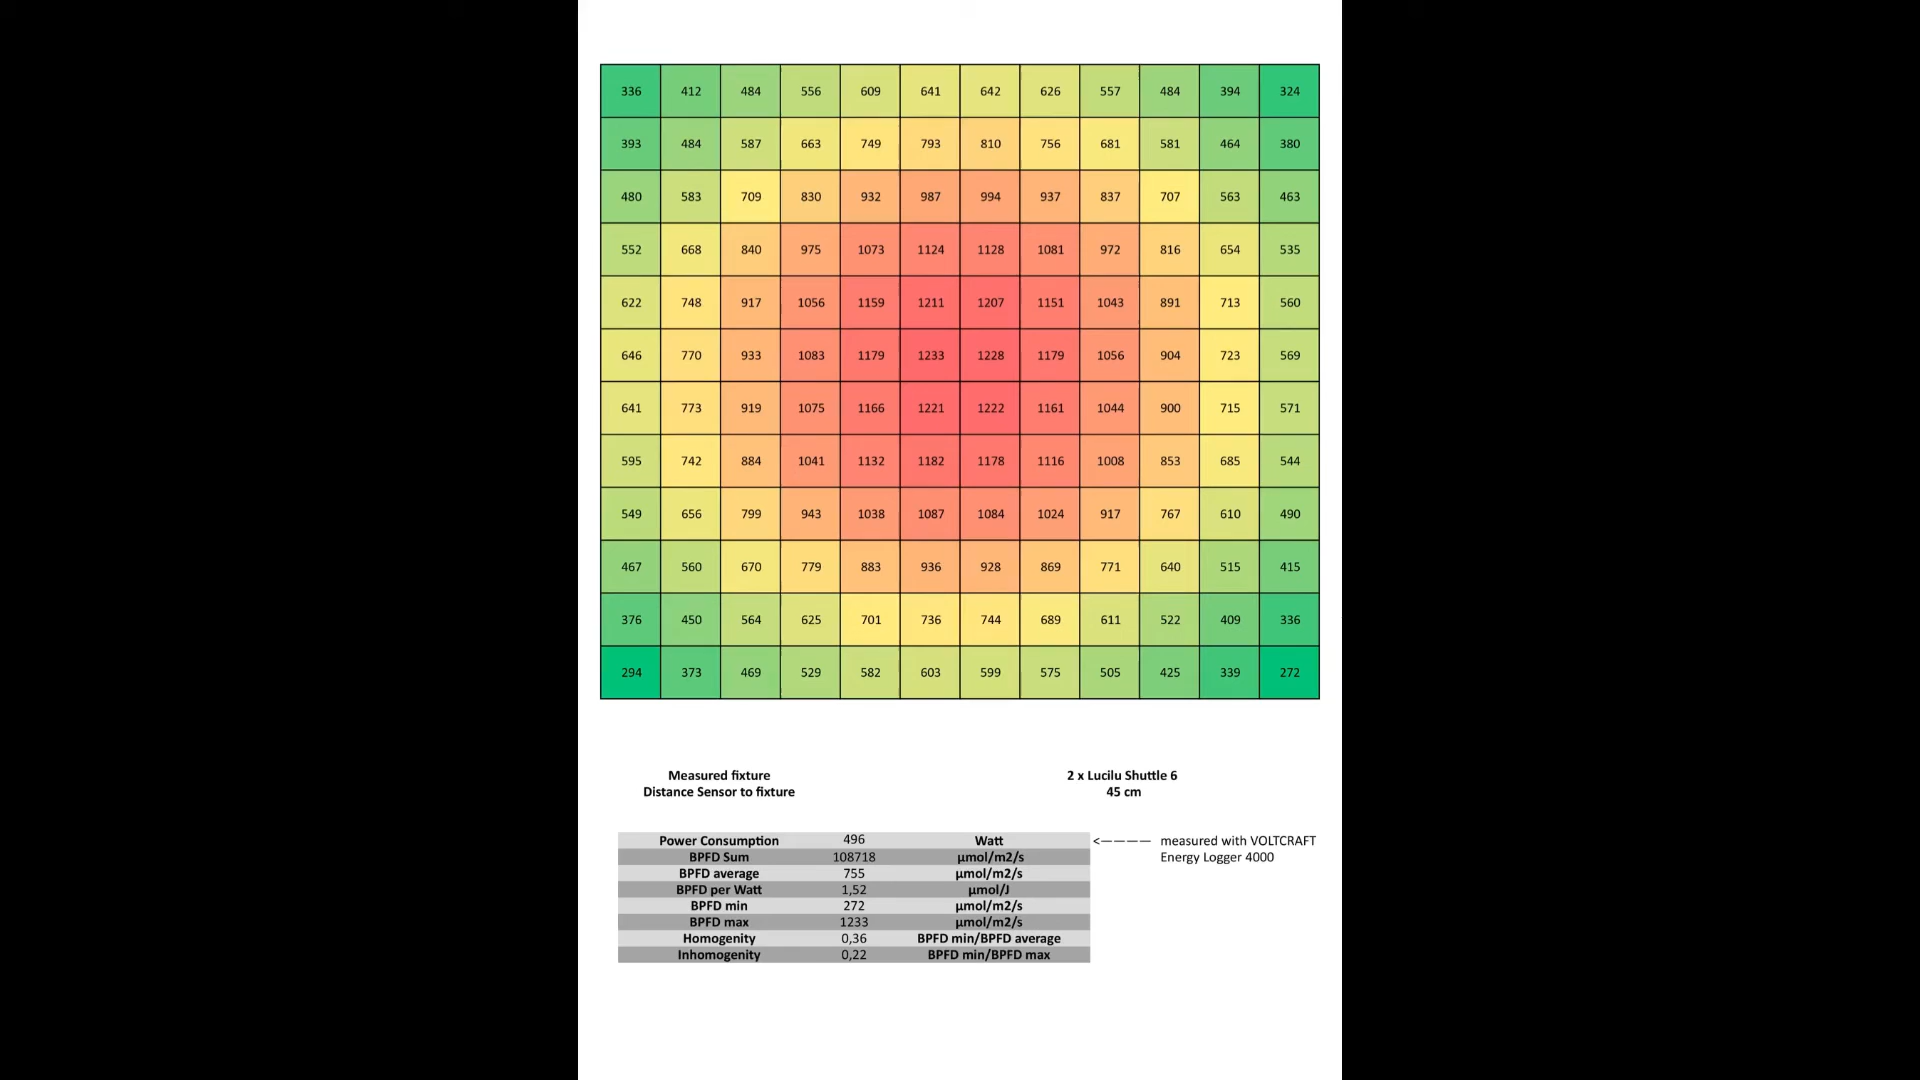 336 412 484 556 609 641 642 626 557 484 394 324
393 484 587 663 749 793 810 756 681 581 464 380
480 583 709 830 932 987 994 937 837 707 563 463
552 668 840 975 1073 1124 1128 1081 972 816 654 535
622 748 917 1056 1159 1211 1207 1151 1043 891 713 560
646 770 933 1083 1179 1233 1228 1179 1056 904 723 569
641 773 919 1075 1166 1221 1222 1161 1044 900 715 571
595 742 884 1041 1132 1182 1178 1116 1008 853 685 544
549 656 799 943 1038 1087 1084 1024 917 767 610 490
467 560 670 779 883 936 928 869 771 640 515 415
376 450 564 625 701 736 744 689 611 522 409 336
294 373 469 529 582 603 599 575 505 425 339 272
Measured fixture 2 x Lucilu Shuttle 6
Distance Sensor to fixture 45 cm
Power Consumption 496 Watt <———— measured with VOLTCRAFT
BPFD Sum 108718 µmol/m2/s Energy Logger 4000
BPFD average 755 µmol/m2/s
BPFD per Watt 1,52 µmol/J
BPFD min 272 µmol/m2/s
BPFD max 1233 µmol/m2/s
Homogenity 0,36 BPFD min/BPFD average
Inhomogenity 0,22 BPFD min/BPFD max